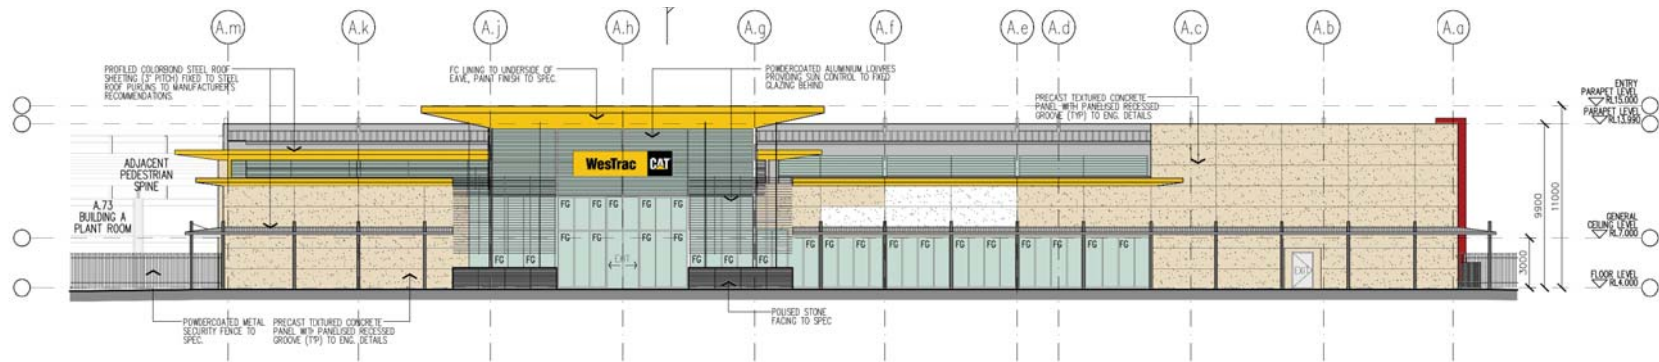 A.m A.k A.j A.h A.g A.f A.e A.d A.c A.b A.a
PROFILED COLORBOND STEEL ROOF
SHEETING (3° PITCH) FIXED TO STEEL
ROOF PURLINS TO MANUFACTURER'S
RECOMMENDATIONS.
FC LINING TO UNDERSIDE OF
EAVE, PAINT FINISH TO SPEC.
POWDERCOATED ALUMINIUM LOUVRES
PROVIDING SUN CONTROL TO FIXED
GLAZING BEHIND
PRECAST TEXTURED CONCRETE
PANEL WITH PANELISED RECESSED
GROOVE (TYP) TO ENG. DETAILS
ENTRY
PARAPET LEVEL
RL15.000
PARAPET LEVEL
RL13.990
ADJACENT
PEDESTRIAN
SPINE
A.73
BUILDING A
PLANT ROOM
WesTrac CAT
FG FG FG FG FG
FG FG FG FG FG
FG FG FG FG FG FG FG FG FG FG FG FG
FG FG FG FG
EXIT
EXIT
9900
11000
3000
GENERAL
CEILING LEVEL
RL7.000
FLOOR LEVEL
RL4.000
POWDERCOATED METAL
SECURITY FENCE TO
SPEC.
PRECAST TEXTURED CONCRETE
PANEL WITH PANELISED RECESSED
GROOVE (TYP) TO ENG. DETAILS
POLISED STONE
FACING TO SPEC